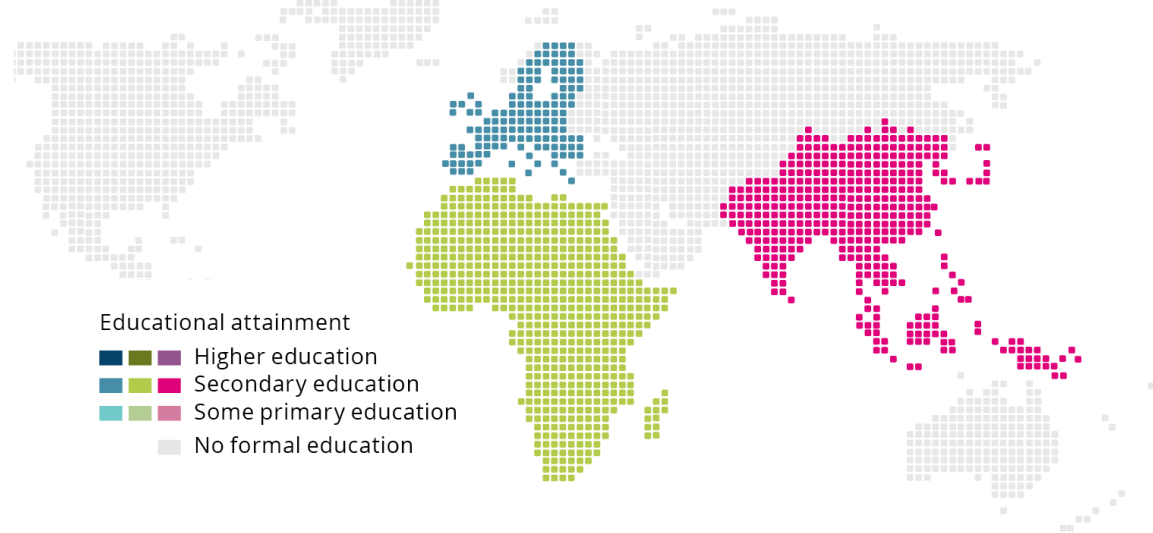 Educational attainment
Higher education
Secondary education
Some primary education
No formal education